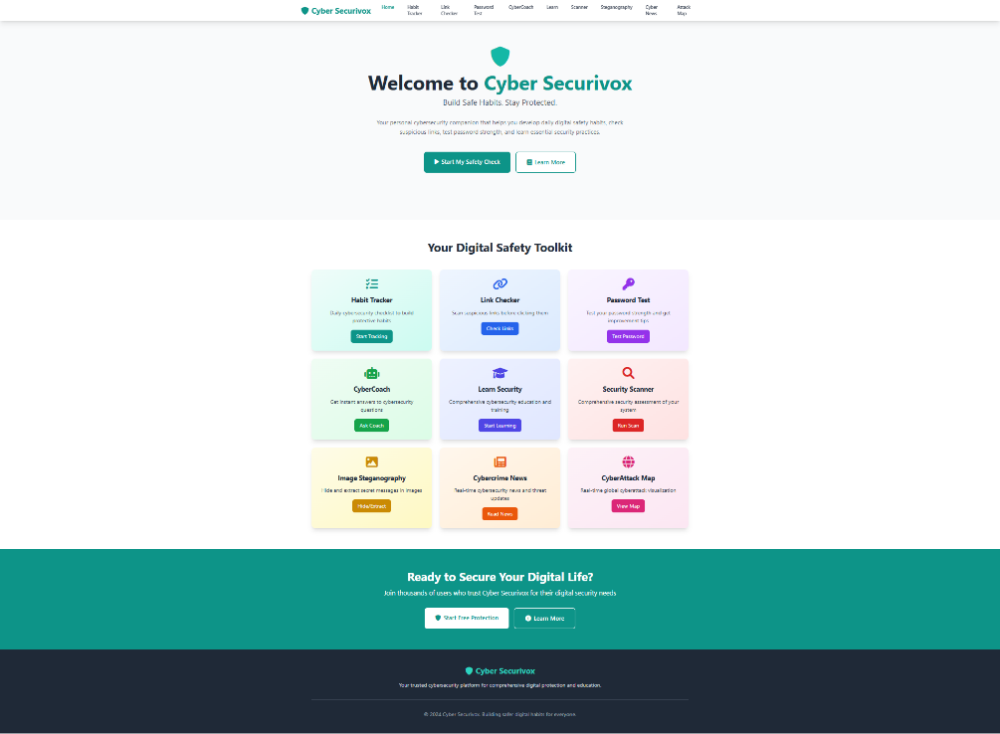 Cyber Securivox
Home
Habit
Tracker
Link
Checker
Password
Test
CyberCoach
Learn
Scanner
Steganography
Cyber
News
Attack
Map
Welcome to Cyber Securivox
Build Safe Habits. Stay Protected.
Your personal cybersecurity companion that helps you develop daily digital safety habits, check
suspicious links, test password strength, and learn essential security practices.
Start My Safety Check
Learn More
Your Digital Safety Toolkit
Habit Tracker
Daily cybersecurity checklist to build
protective habits
Start Tracking
Link Checker
Scan suspicious links before clicking them
Check Links
Password Test
Test your password strength and get
improvement tips
Test Password
CyberCoach
Get instant answers to cybersecurity
questions
Ask Coach
Learn Security
Comprehensive cybersecurity education and
training
Start Learning
Security Scanner
Comprehensive security assessment of your
system
Run Scan
Image Steganography
Hide and extract secret messages in images
Hide/Extract
Cybercrime News
Real-time cybersecurity news and threat
updates
Read News
CyberAttack Map
Real-time global cyberattack visualization
View Map
Ready to Secure Your Digital Life?
Join thousands of users who trust Cyber Securivox for their digital security needs
Start Free Protection
Learn More
Cyber Securivox
Your trusted cybersecurity platform for comprehensive digital protection and education.
© 2024 Cyber Securivox. Building safer digital habits for everyone.